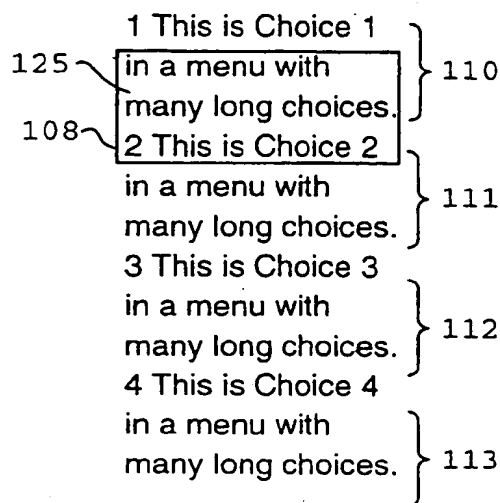 1 This is Choice 1
in a menu with
many long choices.
2 This is Choice 2
in a menu with
many long choices.
3 This is Choice 3
in a menu with
many long choices.
4 This is Choice 4
in a menu with
many long choices.
125
108
110
111
112
113